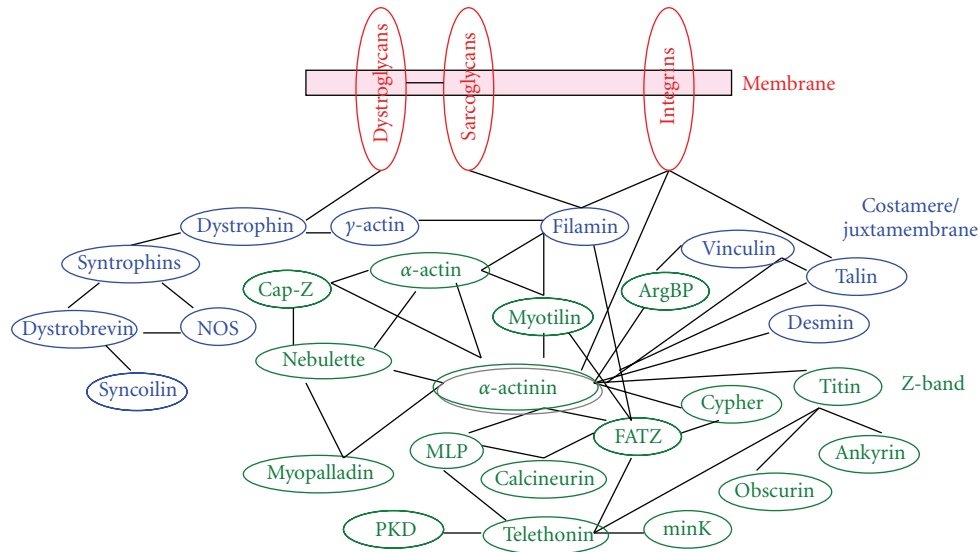 Dystroglycans
Sarcoglycans
Integrins
Membrane
Costamere/
juxtamembrane
Dystrophin
γ-actin
Filamin
Vinculin
Syntrophins
α-actin
Talin
Cap-Z
ArgBP
Myotilin
Dystrobrevin
NOS
Desmin
Nebulette
Syncoilin
α-actinin
Titin
Z-band
Cypher
FATZ
MLP
Ankyrin
Myopalladin
Calcineurin
Obscurin
PKD
Telethonin
minK